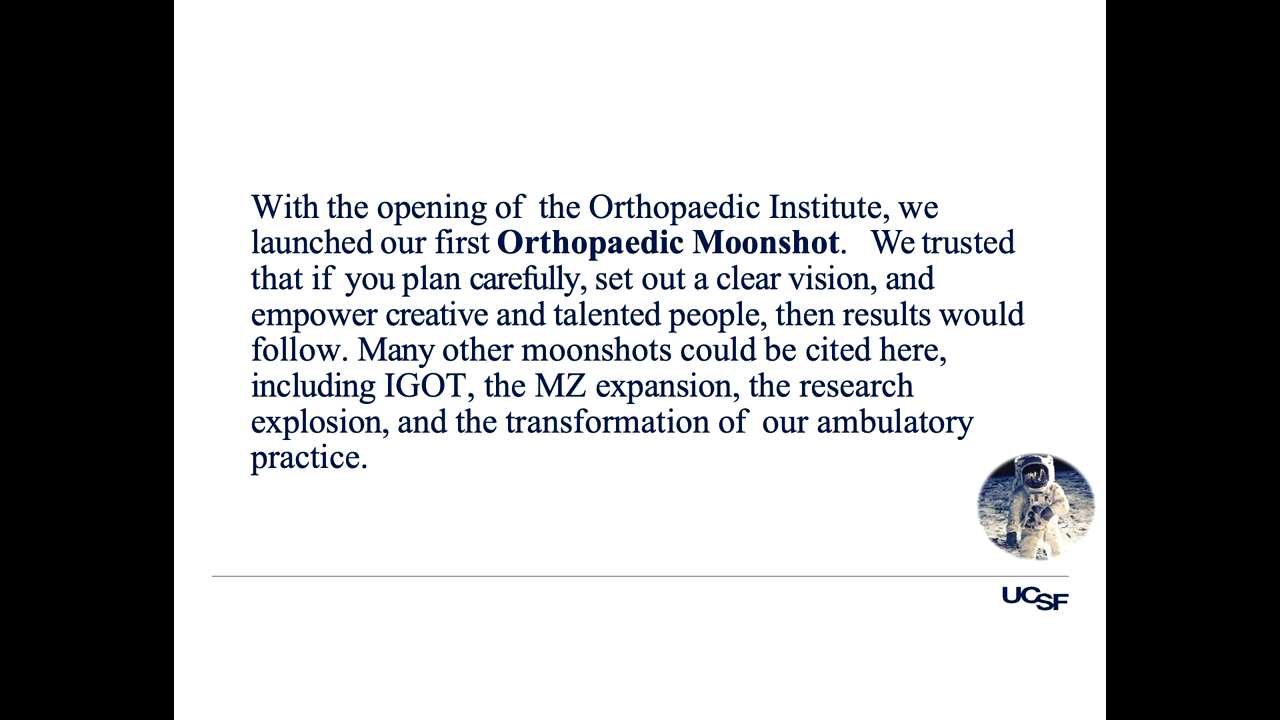 With the opening of the Orthopaedic Institute, we
launched our first Orthopaedic Moonshot. We trusted
that if you plan carefully, set out a clear vision, and
empower creative and talented people, then results would
follow. Many other moonshots could be cited here,
including IGOT, the MZ expansion, the research
explosion, and the transformation of our ambulatory
practice.
UCSF